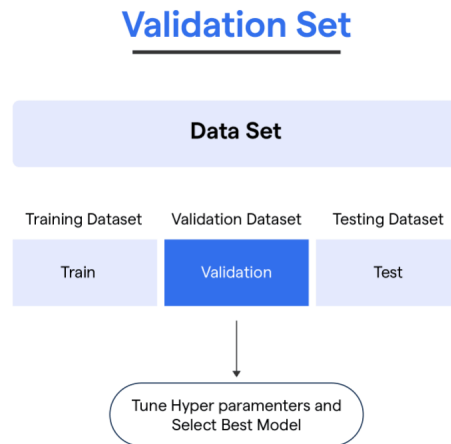 Validation Set
Data Set
Training Dataset
Validation Dataset
Testing Dataset
Train
Validation
Test
Tune Hyper paramenters and
Select Best Model